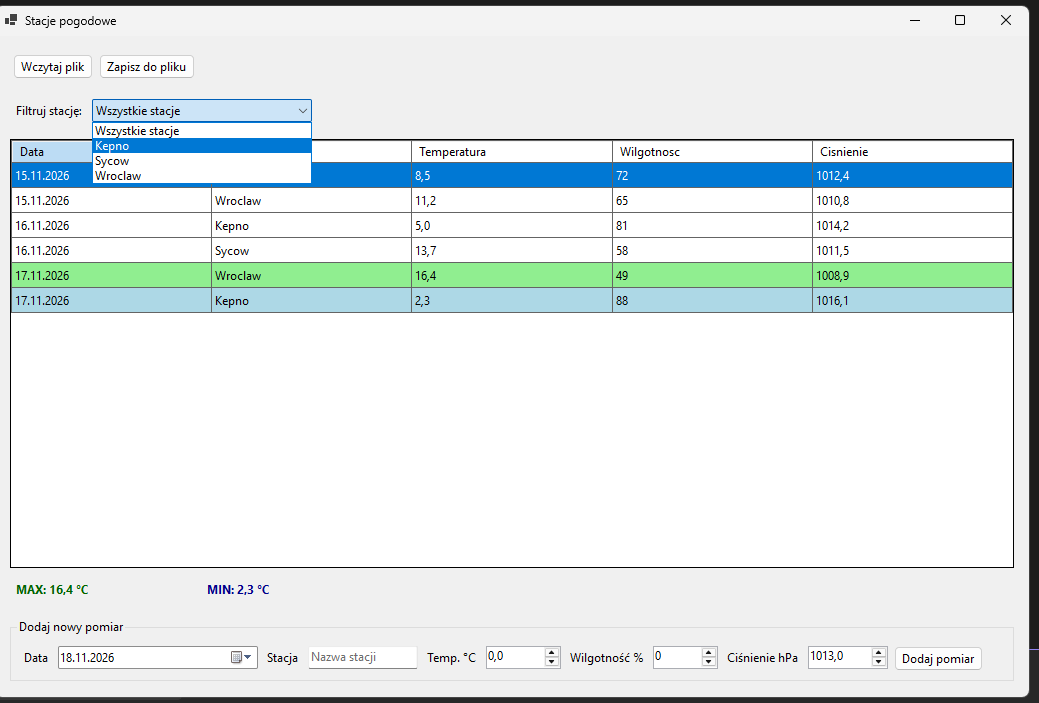 Stacje pogodowe
Wczytaj plik Zapisz do pliku
Filtruj stację: Wszystkie stacje
Wszystkie stacje
Kepno
Sycow
Wroclaw
Data Temperatura Wilgotnosc Cisnienie
15.11.2026 8,5 72 1012,4
15.11.2026 Wroclaw 11,2 65 1010,8
16.11.2026 Kepno 5,0 81 1014,2
16.11.2026 Sycow 13,7 58 1011,5
17.11.2026 Wroclaw 16,4 49 1008,9
17.11.2026 Kepno 2,3 88 1016,1
MAX: 16,4 °C MIN: 2,3 °C
Dodaj nowy pomiar
Data 18.11.2026 Stacja Nazwa stacji Temp. °C 0,0 Wilgotność % 0 Ciśnienie hPa 1013,0 Dodaj pomiar